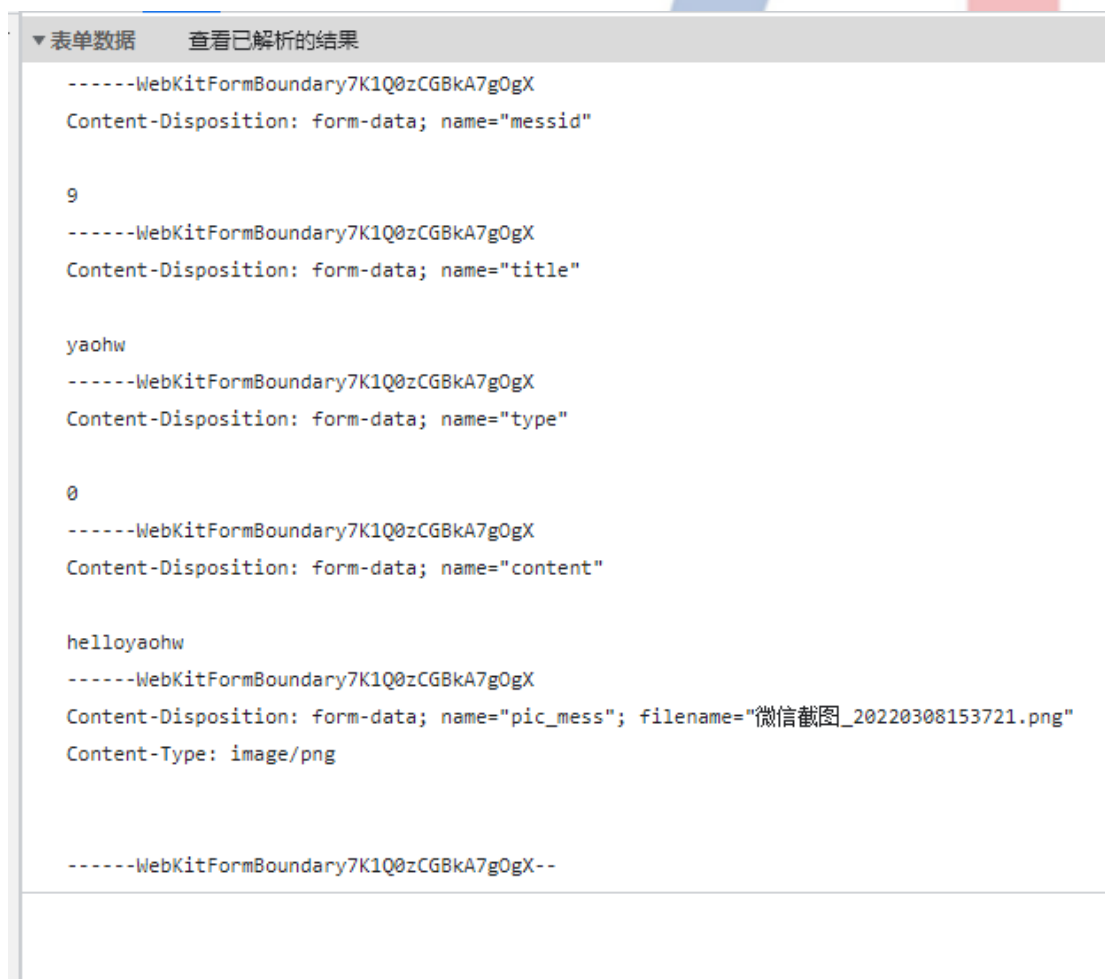 ▼表单数据 查看已解析的结果
------WebKitFormBoundary7K1Q0zCGBkA7gOgX
Content-Disposition: form-data; name="messid"
9
------WebKitFormBoundary7K1Q0zCGBkA7gOgX
Content-Disposition: form-data; name="title"
yaohw
------WebKitFormBoundary7K1Q0zCGBkA7gOgX
Content-Disposition: form-data; name="type"
0
------WebKitFormBoundary7K1Q0zCGBkA7gOgX
Content-Disposition: form-data; name="content"
helloyaohw
------WebKitFormBoundary7K1Q0zCGBkA7gOgX
Content-Disposition: form-data; name="pic_mess"; filename="微信截图_20220308153721.png"
Content-Type: image/png
------WebKitFormBoundary7K1Q0zCGBkA7gOgX--